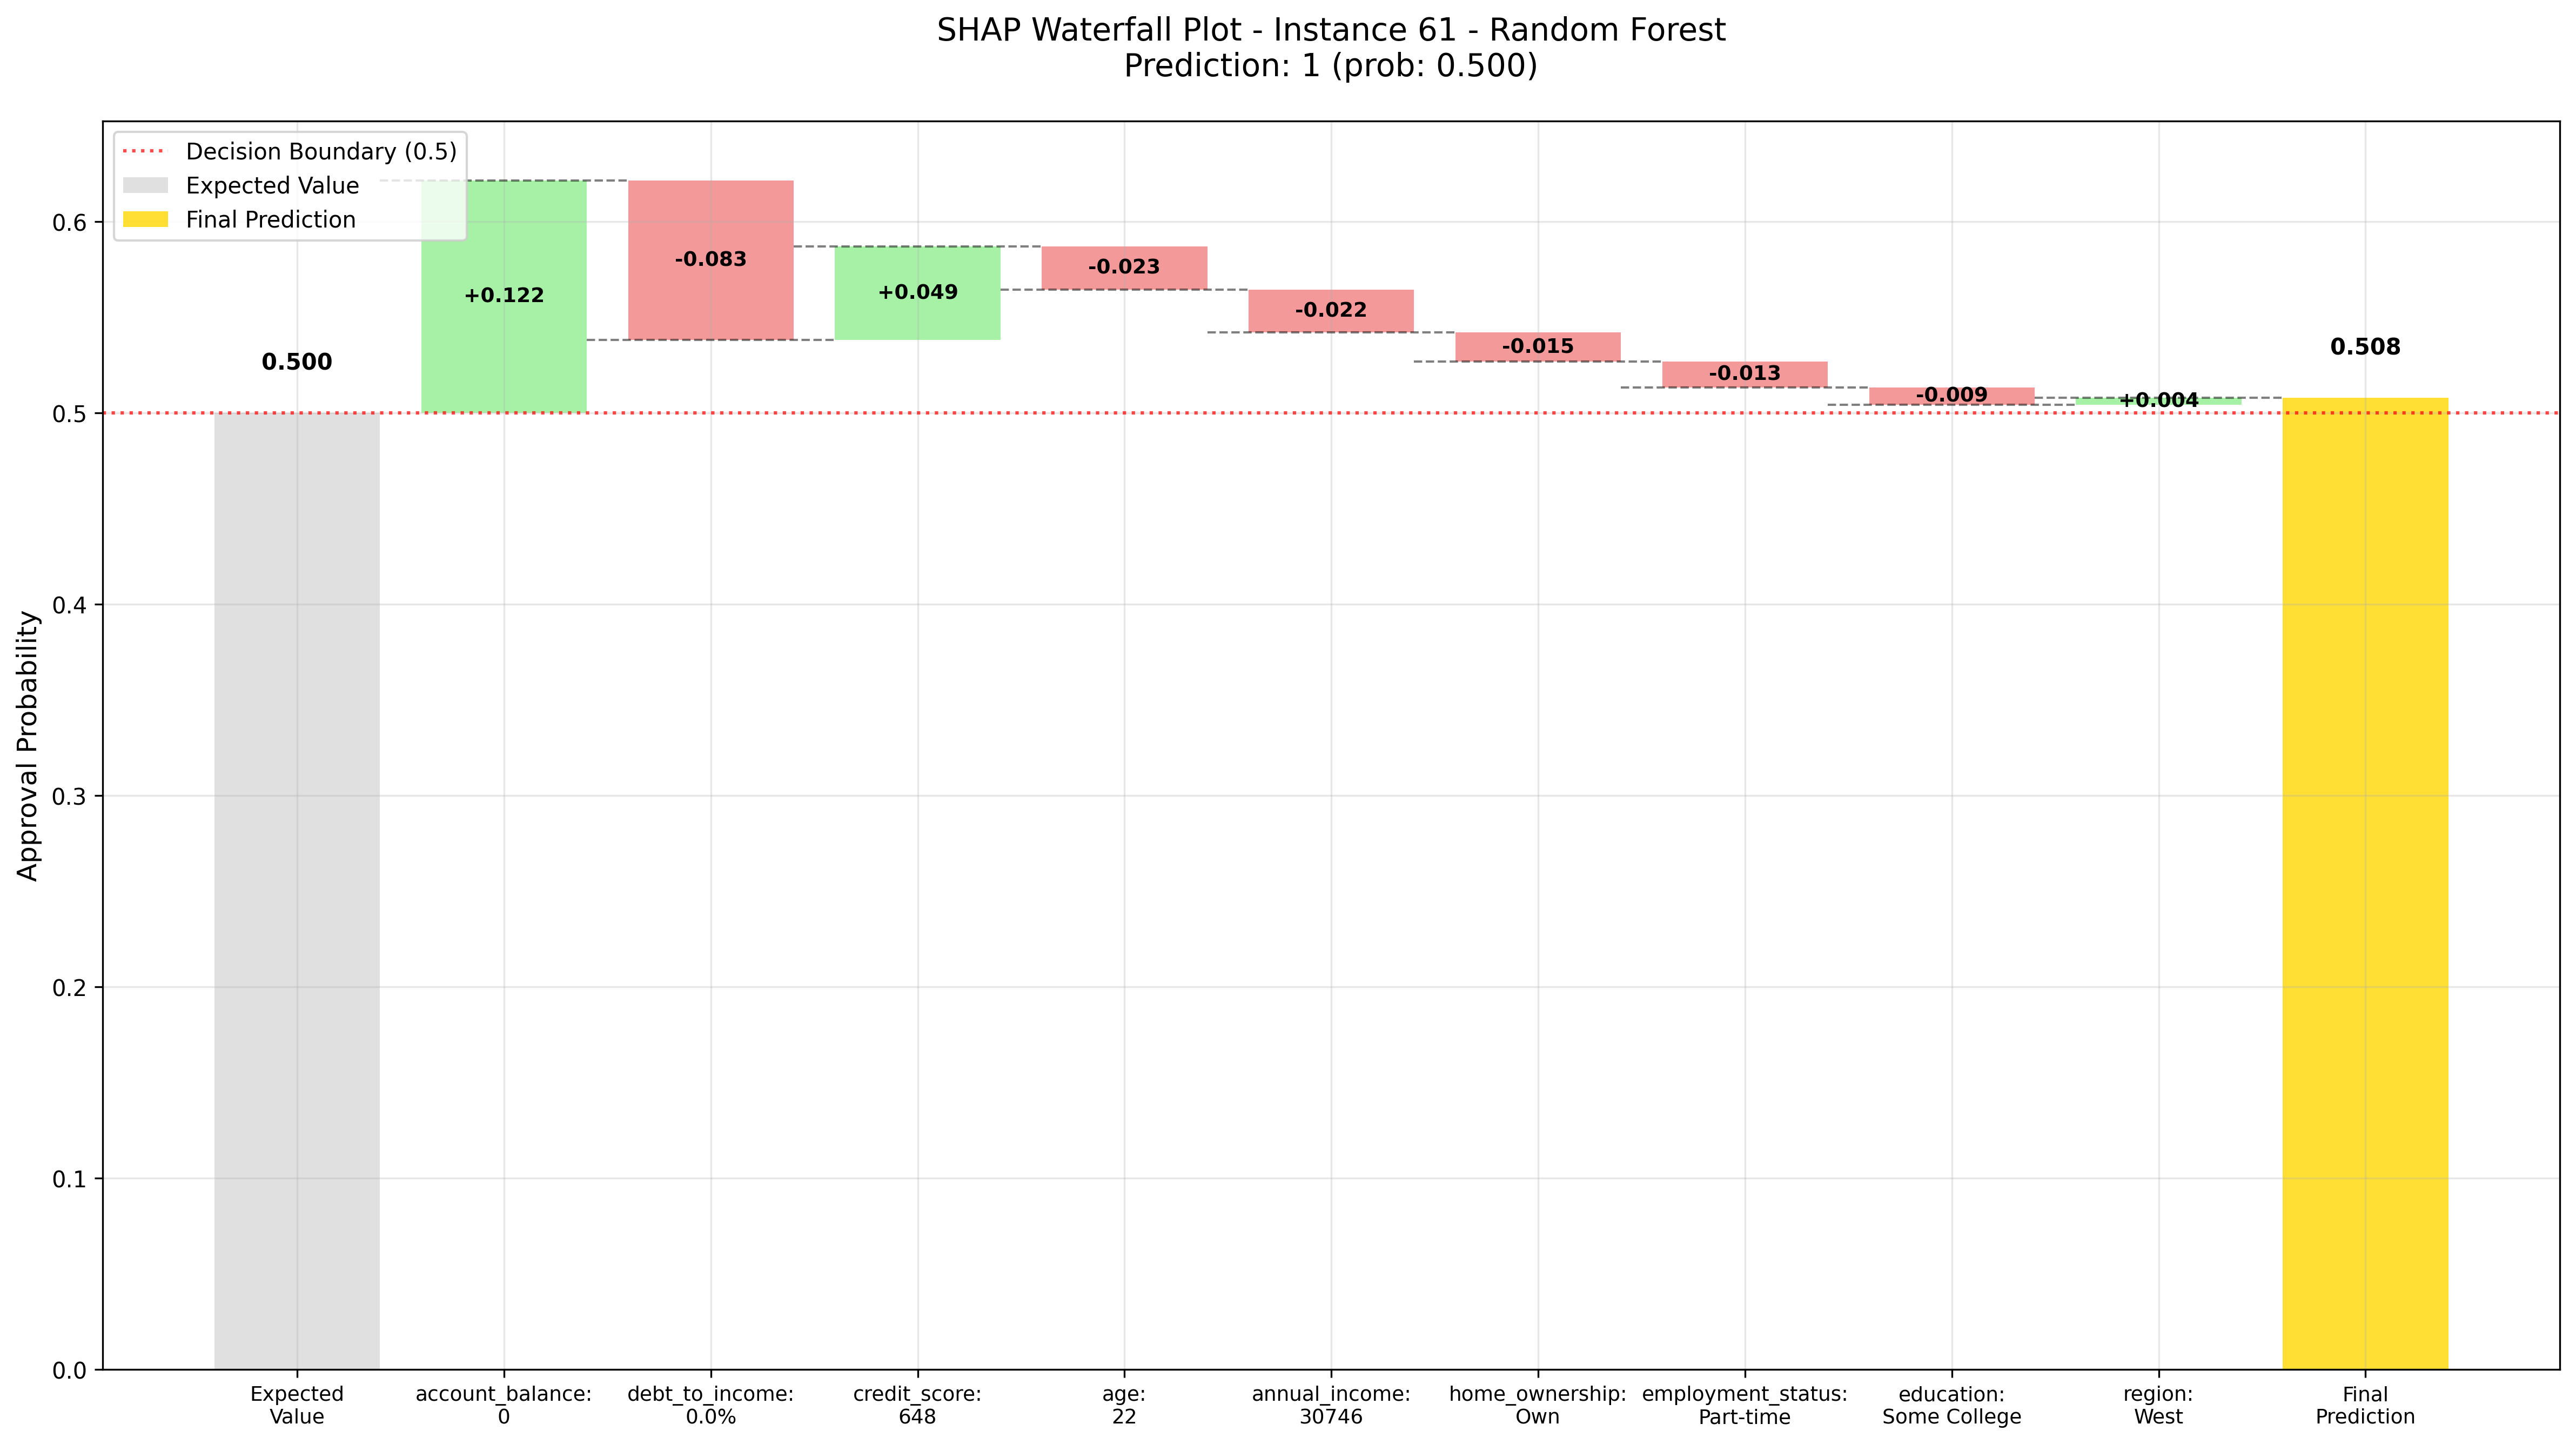 SHAP Waterfall Plot - Instance 61 - Random Forest
Prediction: 1 (prob: 0.500)
Decision Boundary (0.5)
Expected Value
Final Prediction
Approval Probability
0.6
0.5
0.4
0.3
0.2
0.1
0.0
0.500
+0.122
-0.083
+0.049
-0.023
-0.022
-0.015
-0.013
-0.009
+0.004
0.508
Expected
Value
account_balance:
0
debt_to_income:
0.0%
credit_score:
648
age:
22
annual_income:
30746
home_ownership:
Own
employment_status:
Part-time
education:
Some College
region:
West
Final
Prediction